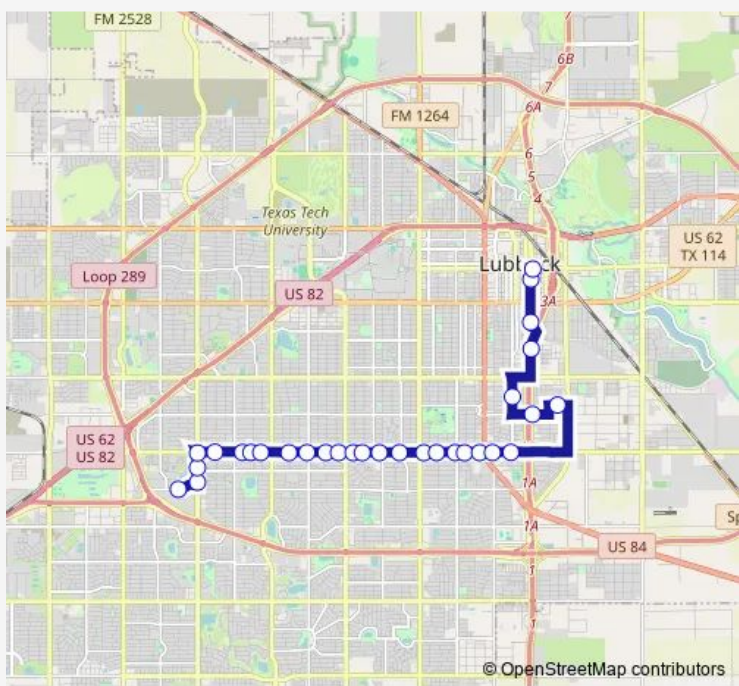 FM 2528
6B
7
6A
FM 1264
6
5
4
Texas Tech
University
US 62
TX 114
Lubbock
Loop 289
US 82
3A
US 62
US 82
1A
1A
Sp
US 84
1
1
© OpenStreetMap contributors